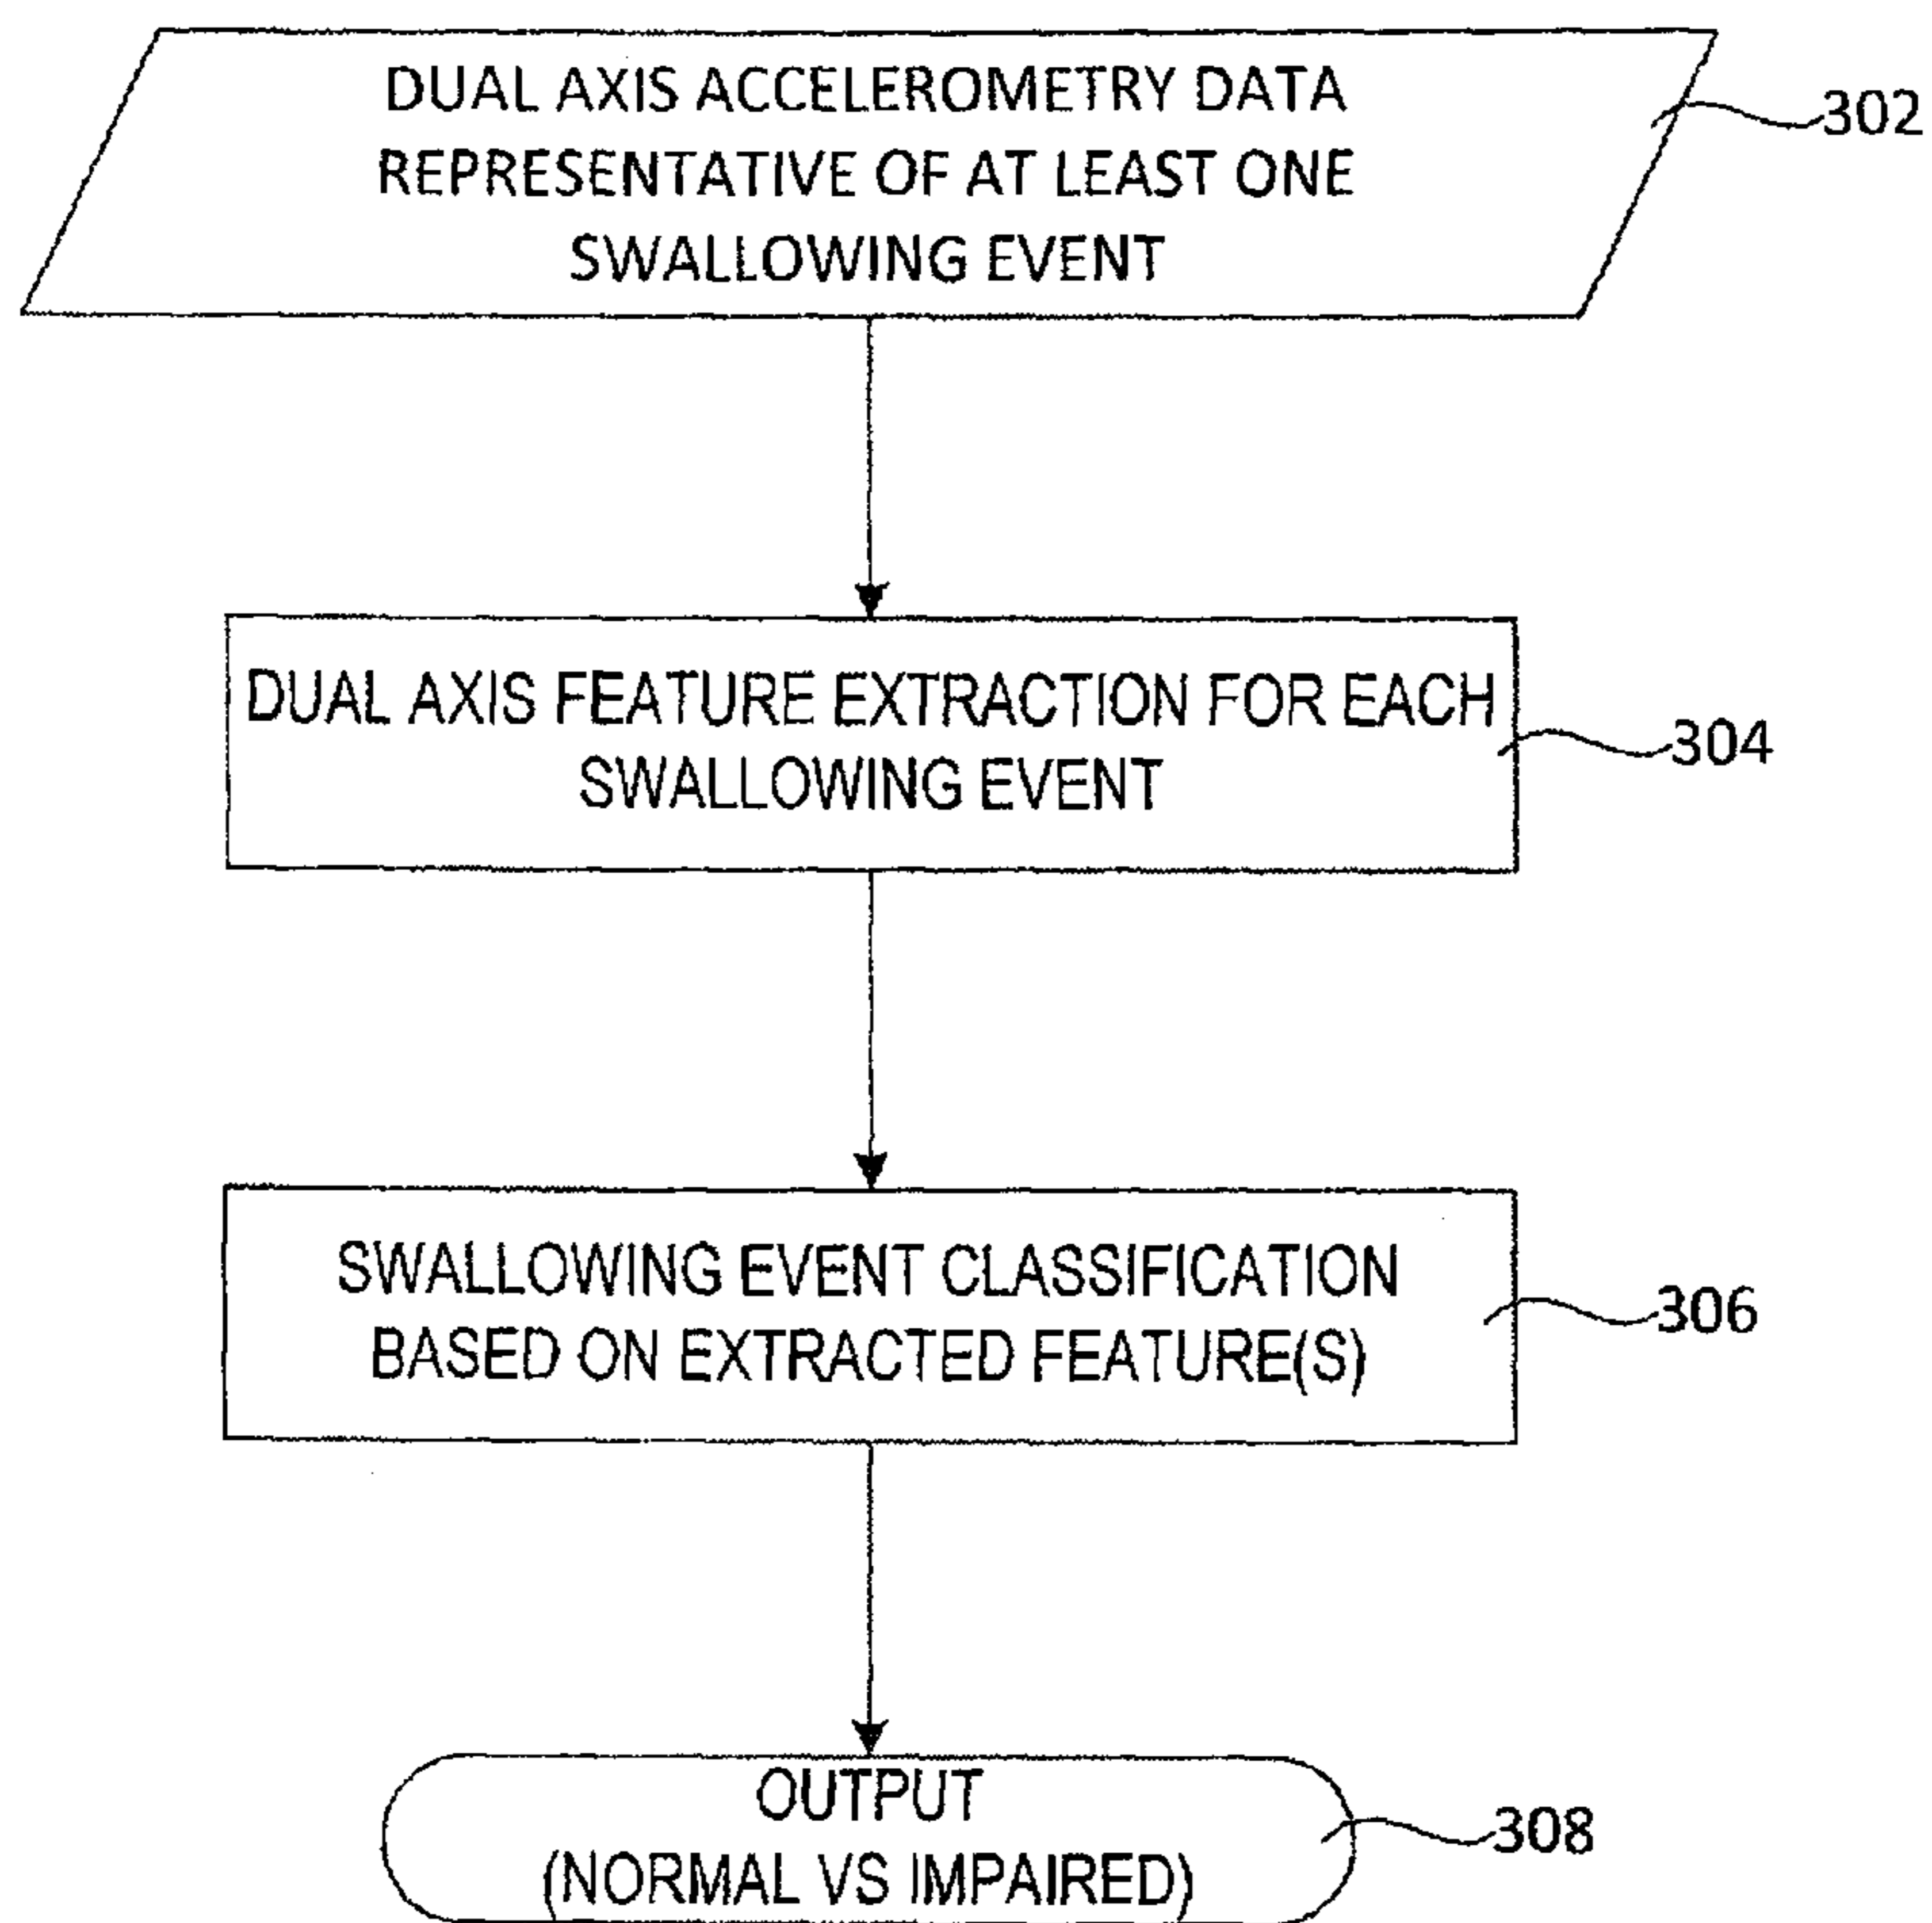 DUAL AXIS ACCELEROMETRY DATA
REPRESENTATIVE OF AT LEAST ONE
SWALLOWING EVENT
302
DUAL AXIS FEATURE EXTRACTION FOR EACH
SWALLOWING EVENT
304
SWALLOWING EVENT CLASSIFICATION
BASED ON EXTRACTED FEATURE(S)
306
OUTPUT
(NORMAL VS IMPAIRED)
308